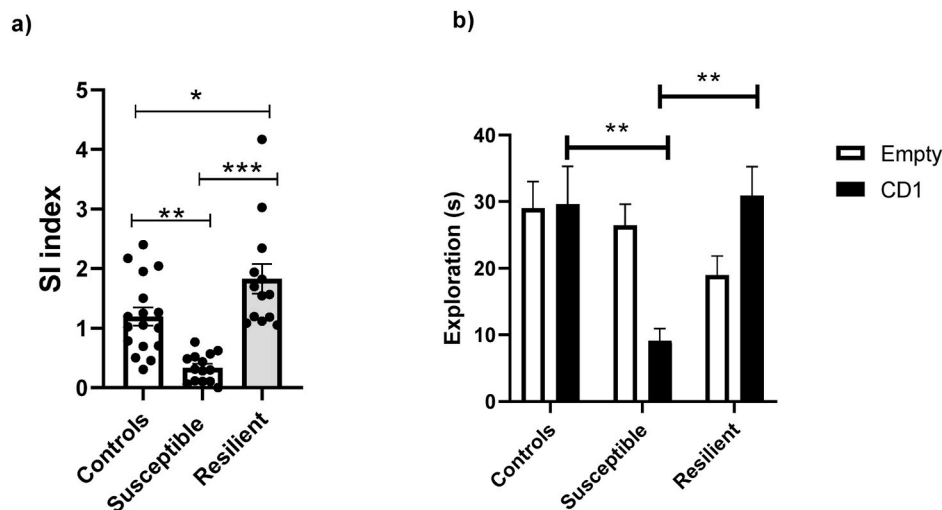 a)
SI index
5
4
3
2
1
0
*
***
**
Controls
Susceptible
Resilient
b)
Exploration (s)
40
30
20
10
0
**
**
Controls
Susceptible
Resilient
Empty
CD1